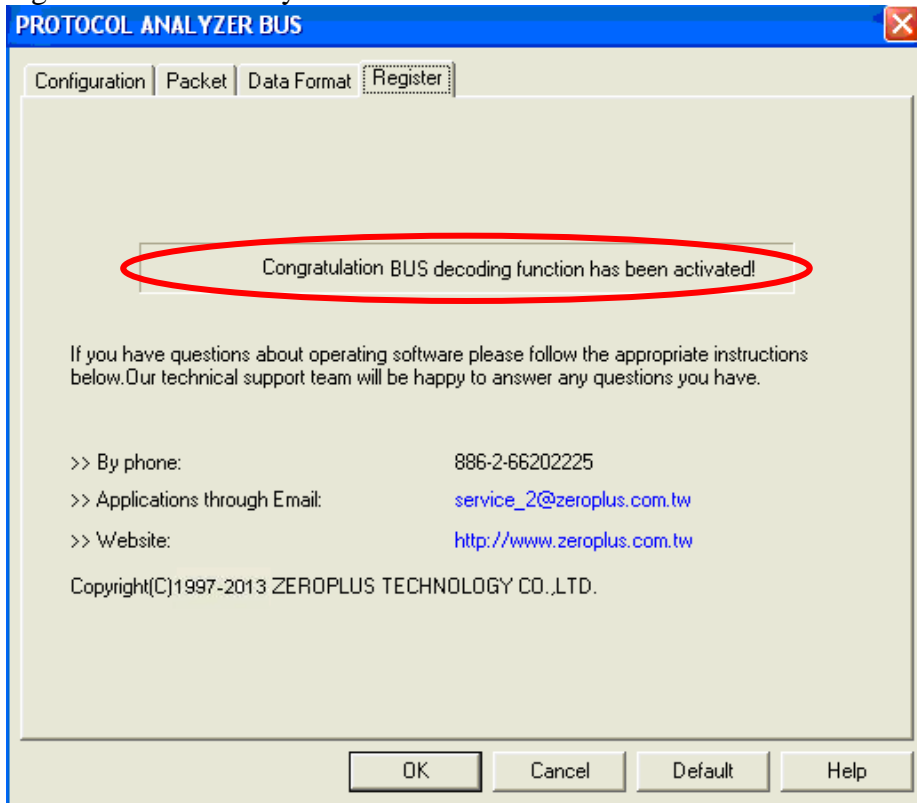 PROTOCOL ANALYZER BUS
Configuration Packet Data Format Register
Congratulation BUS decoding function has been activated!
If you have questions about operating software please follow the appropriate instructions
below.Our technical support team will be happy to answer any questions you have.
>> By phone: 886-2-66202225
>> Applications through Email: service_2@zeroplus.com.tw
>> Website: http://www.zeroplus.com.tw
Copyright(C)1997-2013 ZEROPLUS TECHNOLOGY CO.,LTD.
OK Cancel Default Help